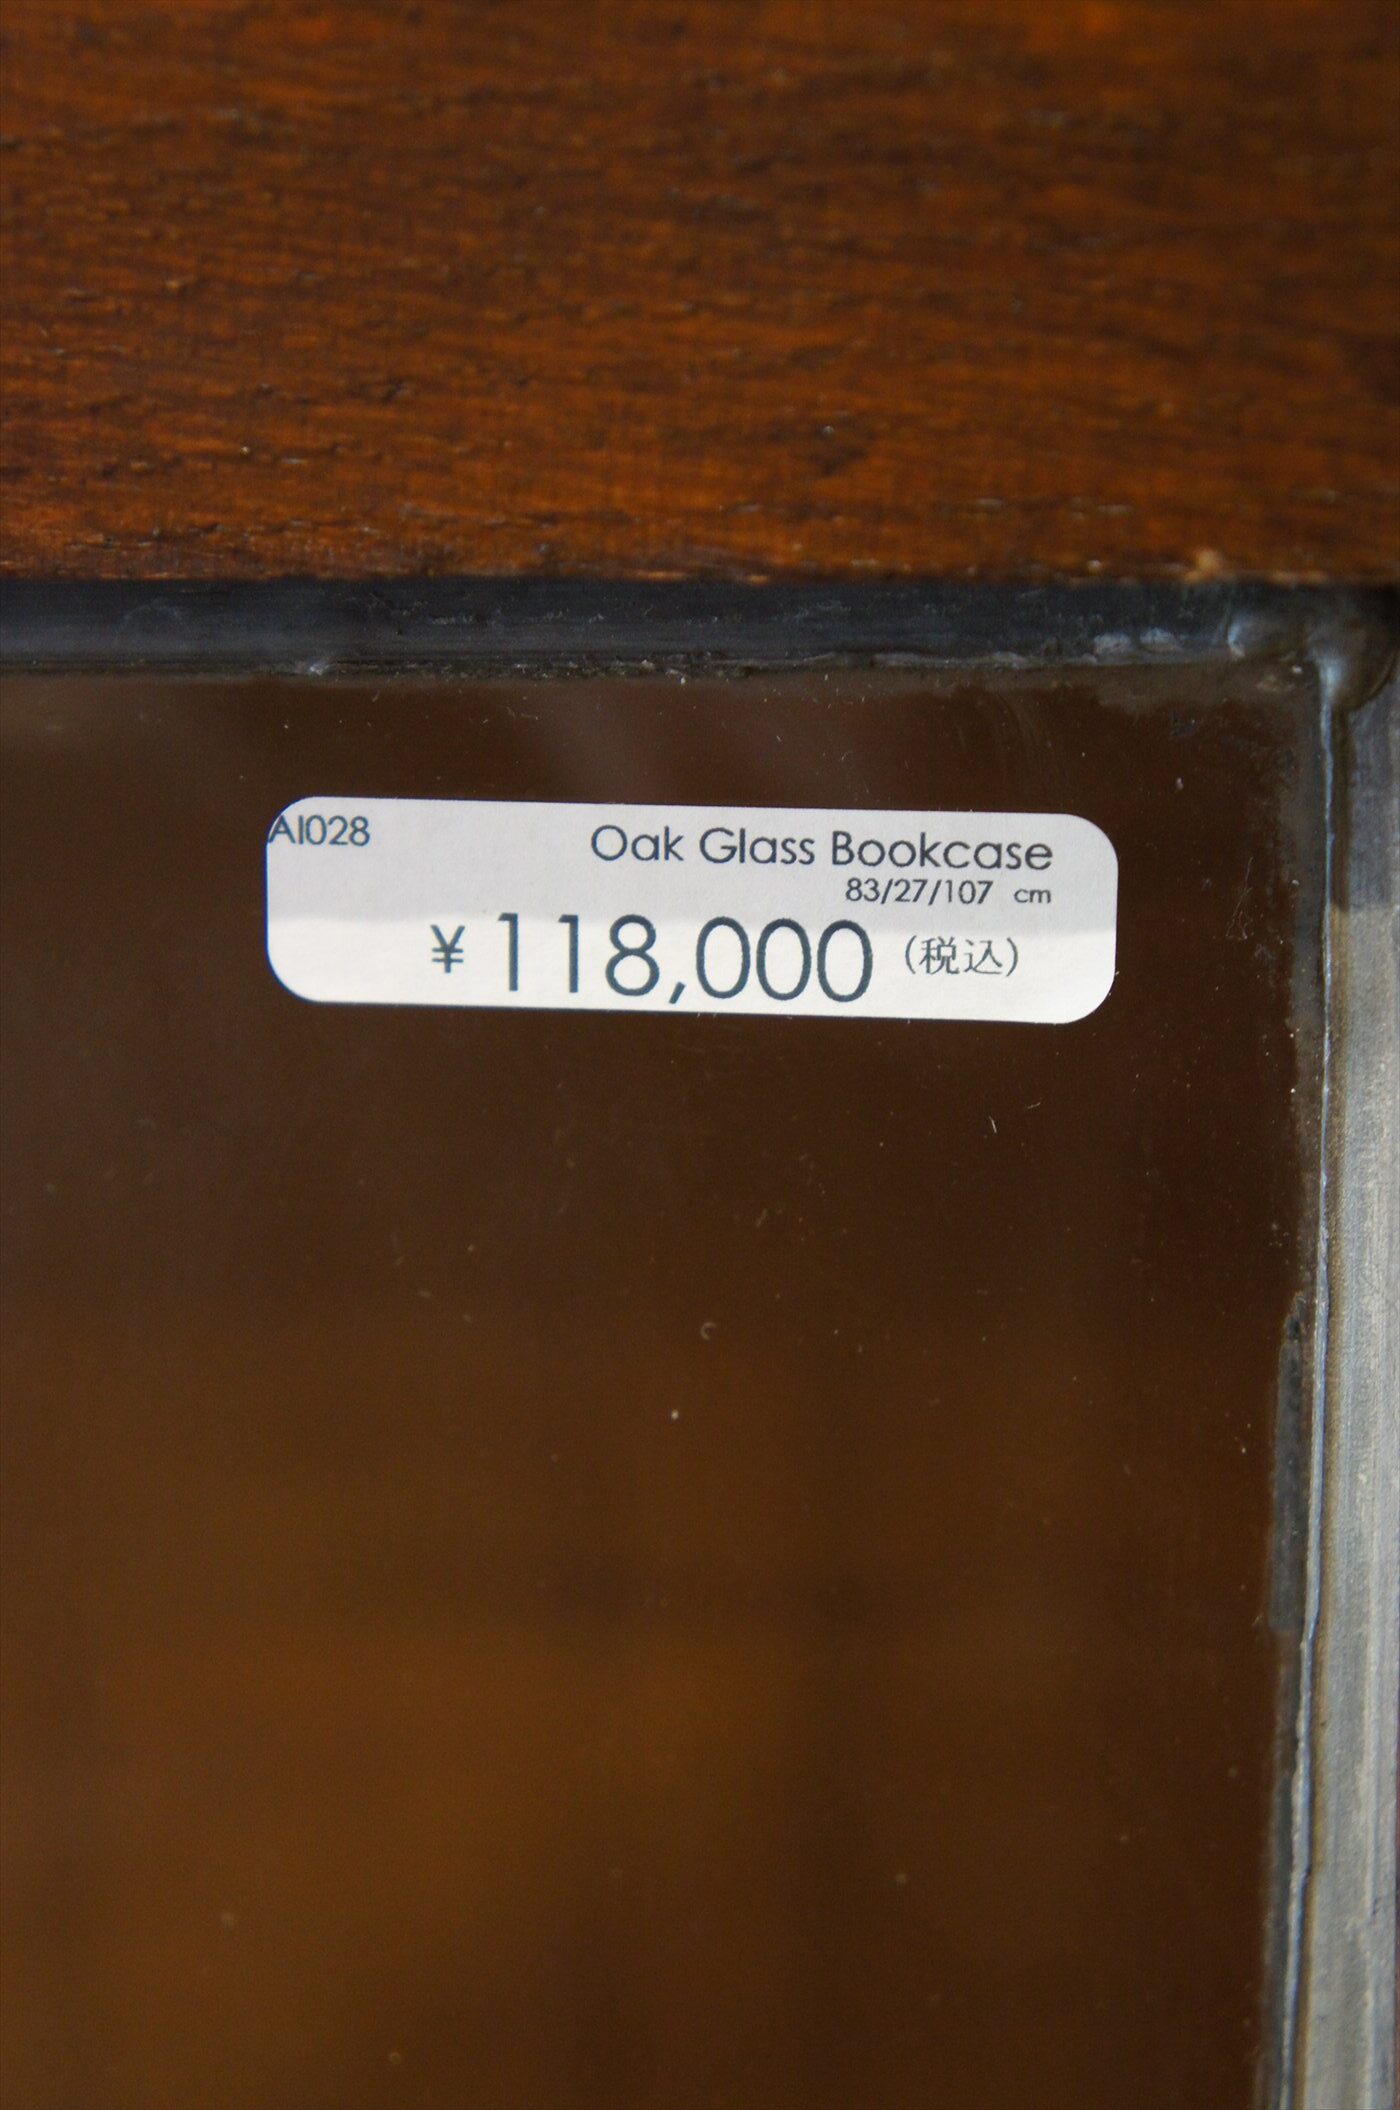 AI028
Oak Glass Bookcase
83/27/107 cm
¥118,000 (税込)